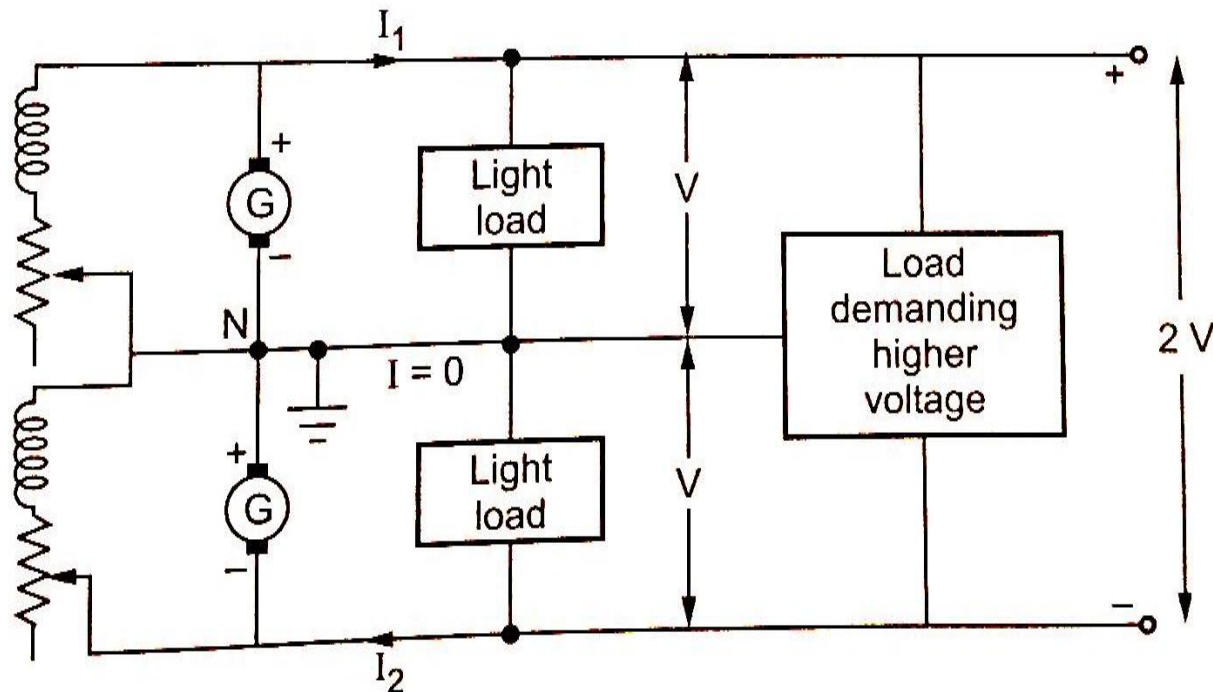 I1
+
+
G
Light
load
V
−
Load
demanding
higher
voltage
N
I = 0
2 V
+
G
Light
load
V
−
−
I2